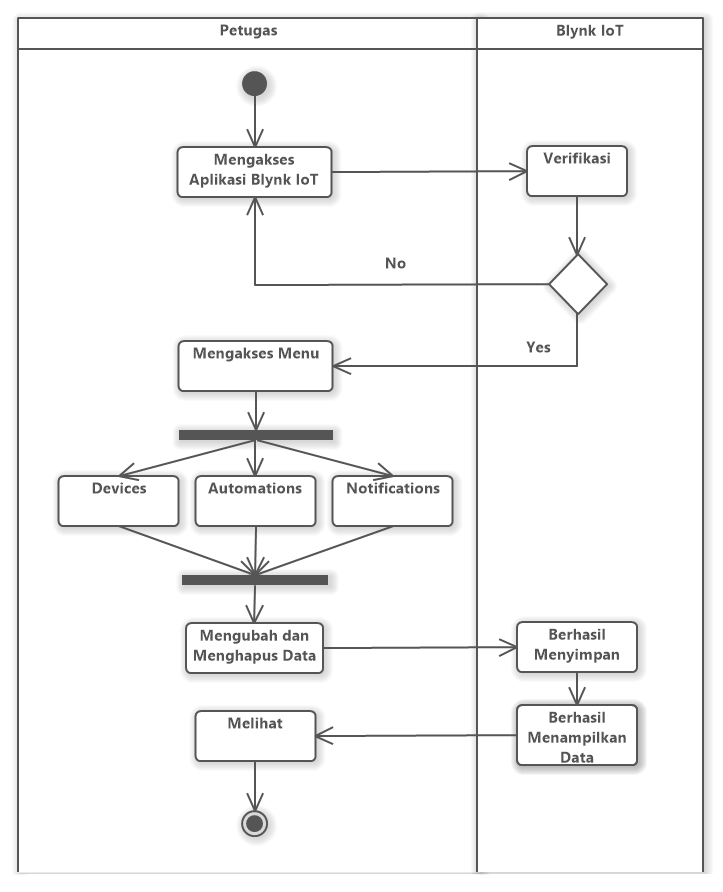 Petugas
Blynk IoT
Mengakses
Aplikasi Blynk IoT
Verifikasi
No
Yes
Mengakses Menu
Devices
Automations
Notifications
Mengubah dan
Menghapus Data
Berhasil
Menyimpan
Melihat
Berhasil
Menampilkan
Data